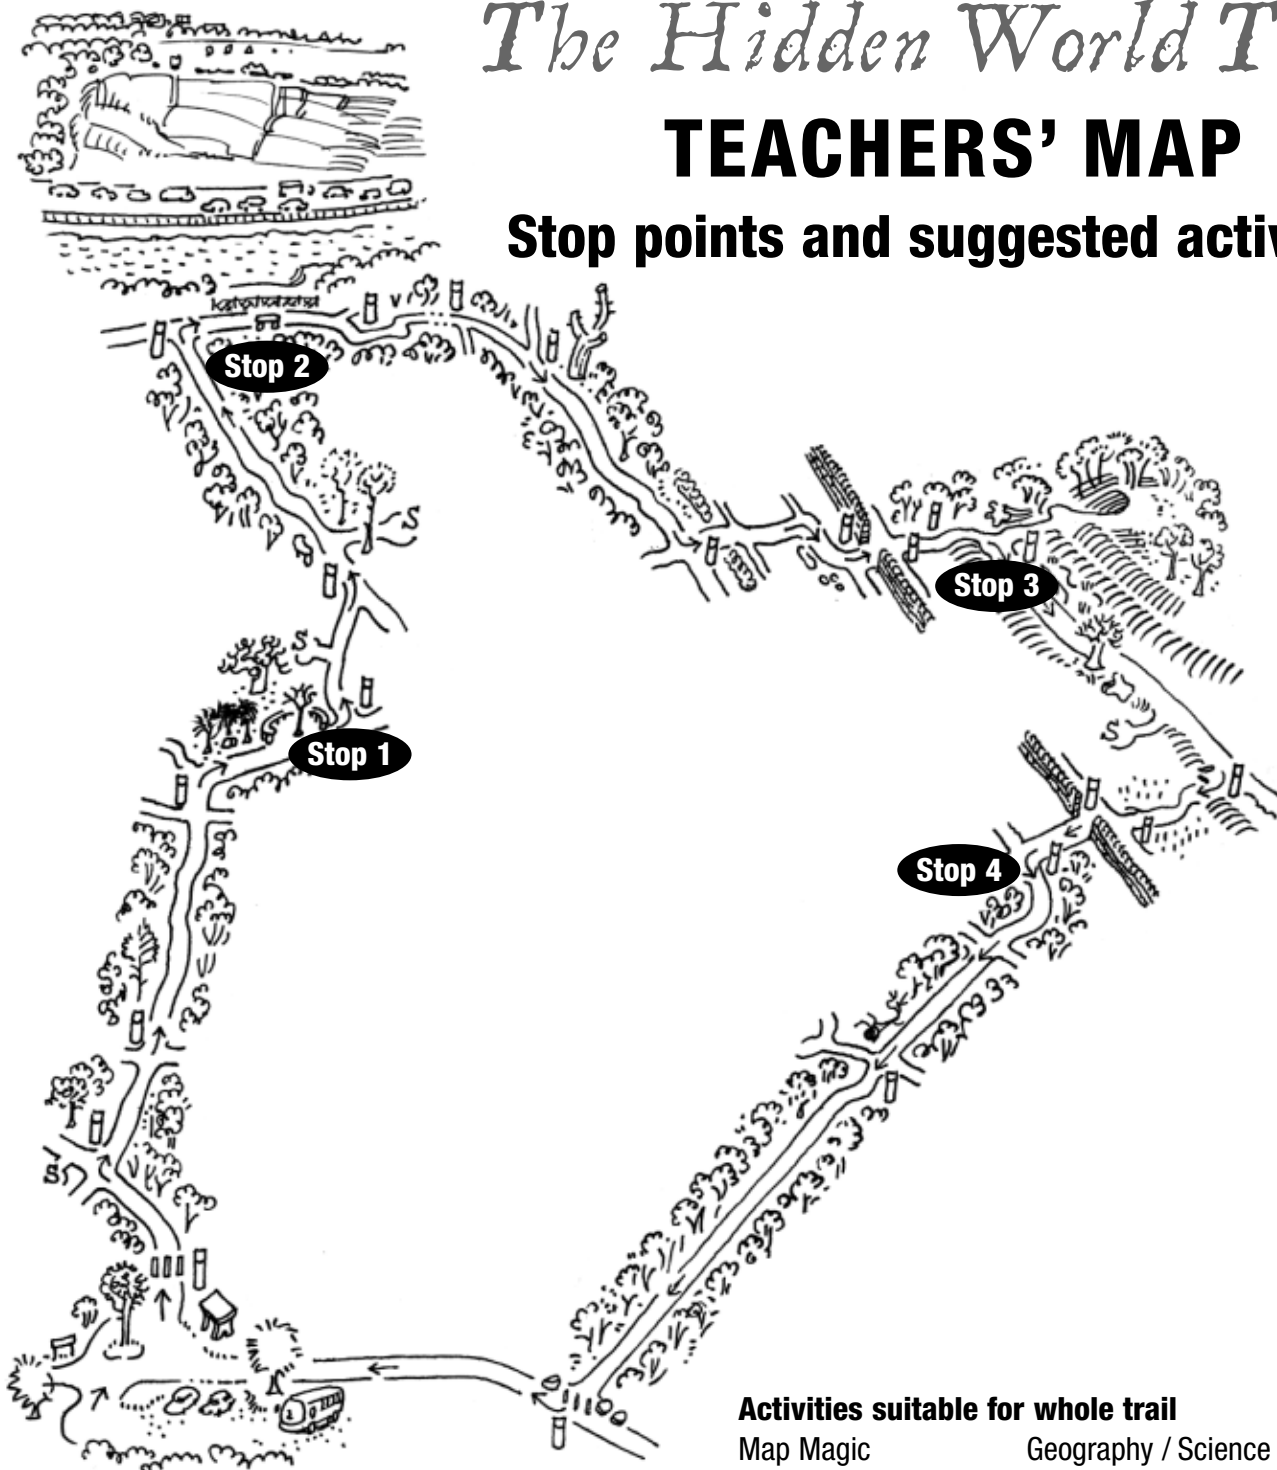 The Hidden World T
TEACHERS’ MAP
Stop points and suggested activ
Stop 2
Stop 3
Stop 1
Stop 4
S
S
S
S
Activities suitable for whole trail
Map Magic Geography / Science